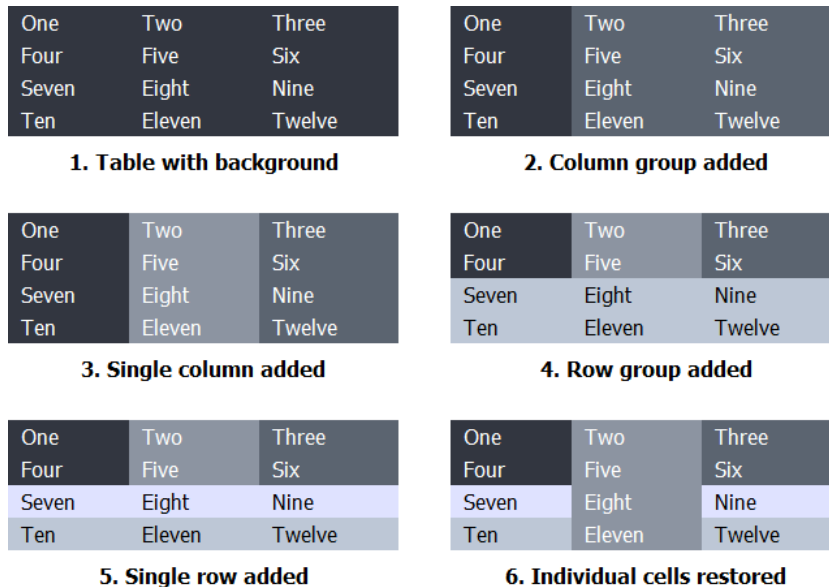 One Two Three
Four Five Six
Seven Eight Nine
Ten Eleven Twelve
1. Table with background
One Two Three
Four Five Six
Seven Eight Nine
Ten Eleven Twelve
2. Column group added
One Two Three
Four Five Six
Seven Eight Nine
Ten Eleven Twelve
3. Single column added
One Two Three
Four Five Six
Seven Eight Nine
Ten Eleven Twelve
4. Row group added
One Two Three
Four Five Six
Seven Eight Nine
Ten Eleven Twelve
5. Single row added
One Two Three
Four Five Six
Seven Eight Nine
Ten Eleven Twelve
6. Individual cells restored